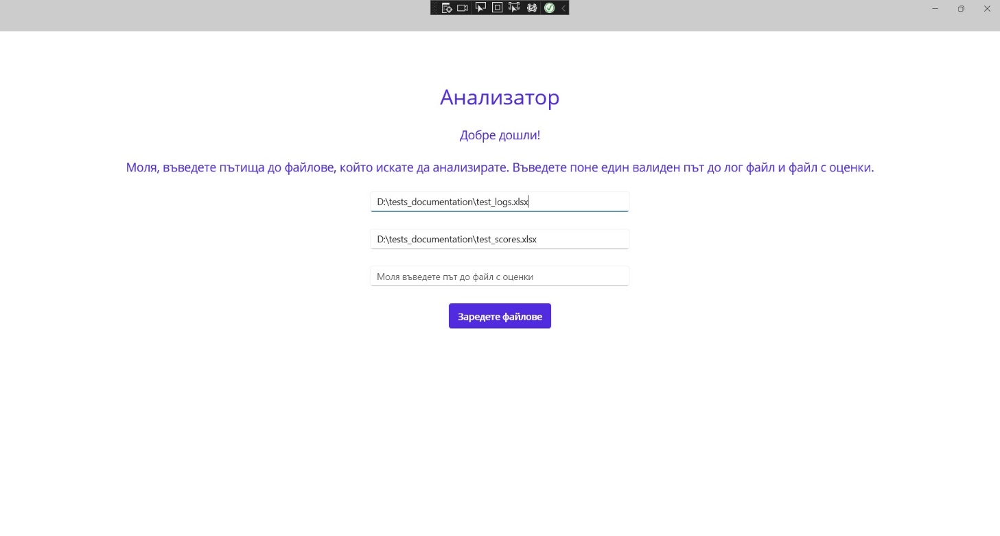 Анализатор
Добре дошли!
Моля, въведете пътища до файлове, който искате да анализирате. Въведете поне един валиден път до лог файл и файл с оценки.
D:\tests_documentation\test_logs.xlsx
D:\tests_documentation\test_scores.xlsx
Моля въведете път до файл с оценки
Заредете файлове